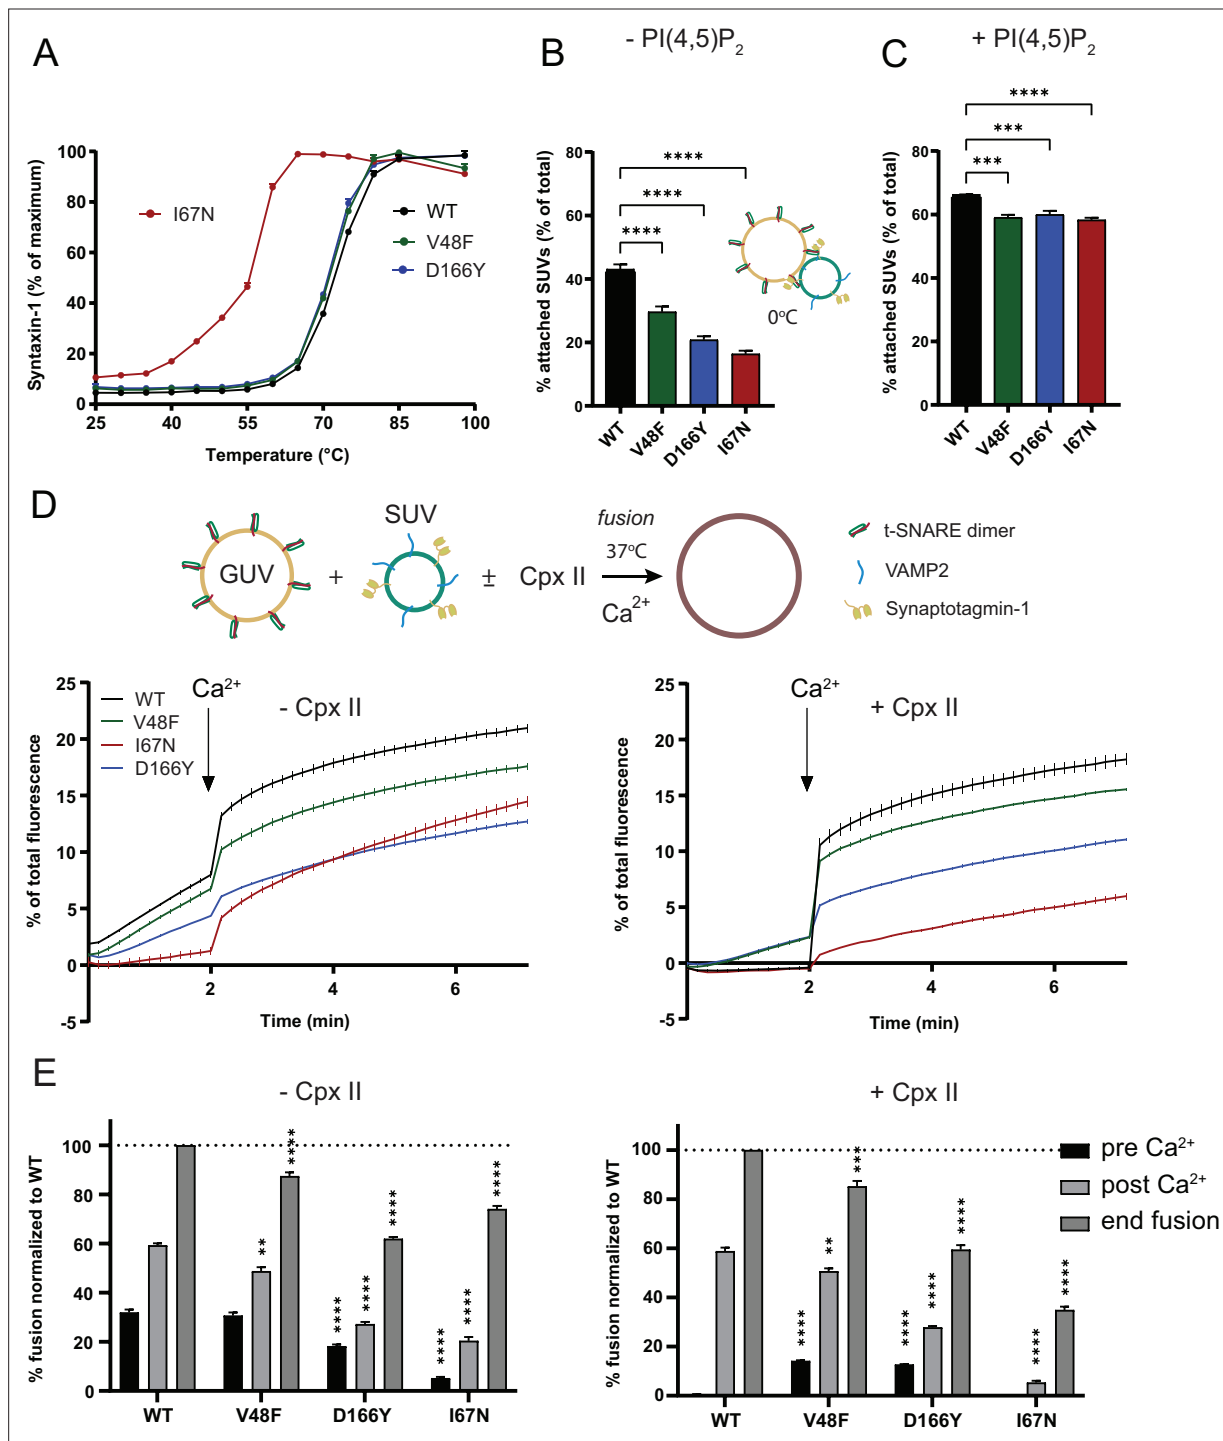 A
Syntaxin-1 (% of maximum)
100
80
60
40
20
0
25
40
55
70
85
100
Temperature (°C)
I67N
WT
V48F
D166Y
B
- PI(4,5)P2
% attached SUVs (% of total)
80
60
40
20
0
****
****
****
WT
V48F
D166Y
I67N
0°C
C
+ PI(4,5)P2
% attached SUVs (% of total)
80
60
40
20
0
****
***
***
WT
V48F
D166Y
I67N
D
GUV
+
SUV
±
Cpx II
fusion
37°C
Ca2+
t-SNARE dimer
VAMP2
Synaptotagmin-1
% of total fluorescence
25
20
15
10
5
0
-5
WT
V48F
I67N
D166Y
Ca2+
- Cpx II
2
4
6
Time (min)
% of total fluorescence
25
20
15
10
5
0
-5
Ca2+
+ Cpx II
2
4
6
Time (min)
E
- Cpx II
% fusion normalized to WT
100
80
60
40
20
0
**
****
****
****
****
****
****
****
WT
V48F
D166Y
I67N
+ Cpx II
% fusion normalized to WT
100
80
60
40
20
0
****
**
***
****
****
****
****
****
WT
V48F
D166Y
I67N
pre Ca2+
post Ca2+
end fusion